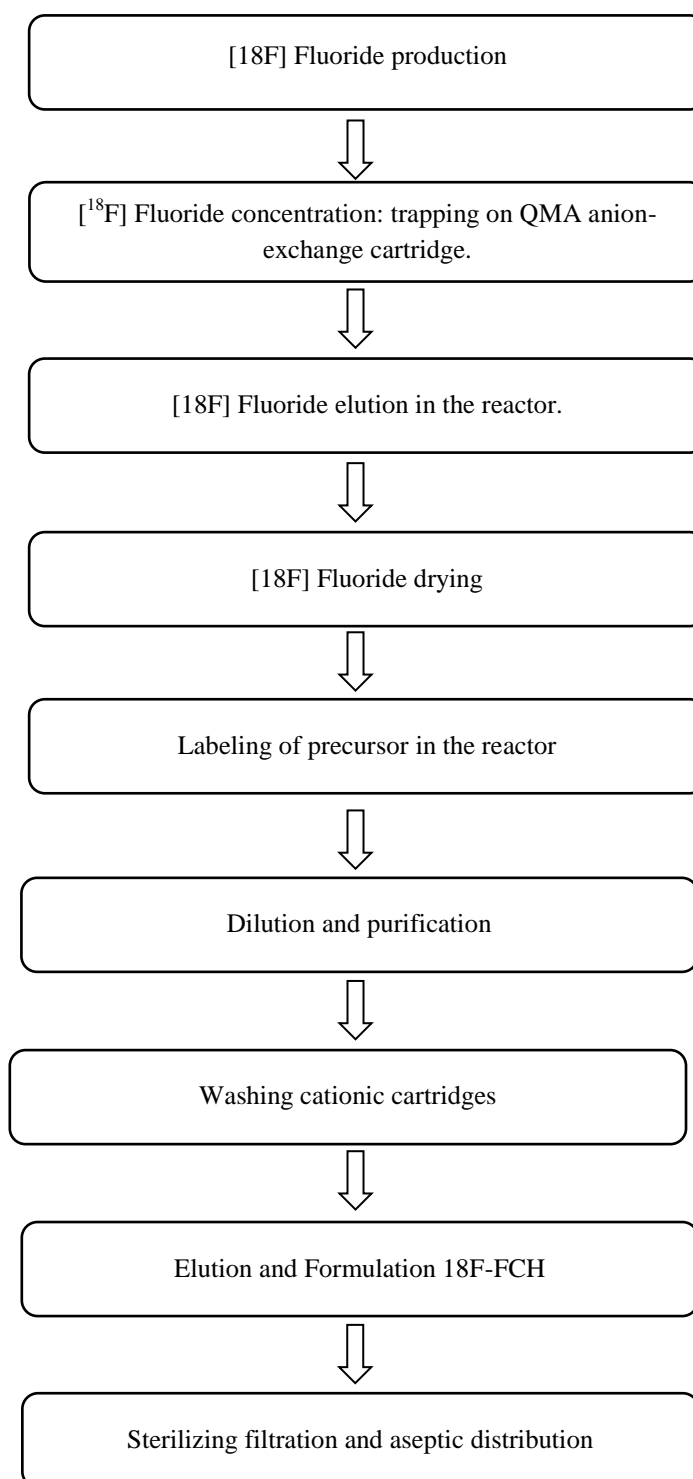 [18F] Fluoride production
[18F] Fluoride concentration: trapping on QMA anion-
exchange cartridge.
[18F] Fluoride elution in the reactor.
[18F] Fluoride drying
Labeling of precursor in the reactor
Dilution and purification
Washing cationic cartridges
Elution and Formulation 18F-FCH
Sterilizing filtration and aseptic distribution